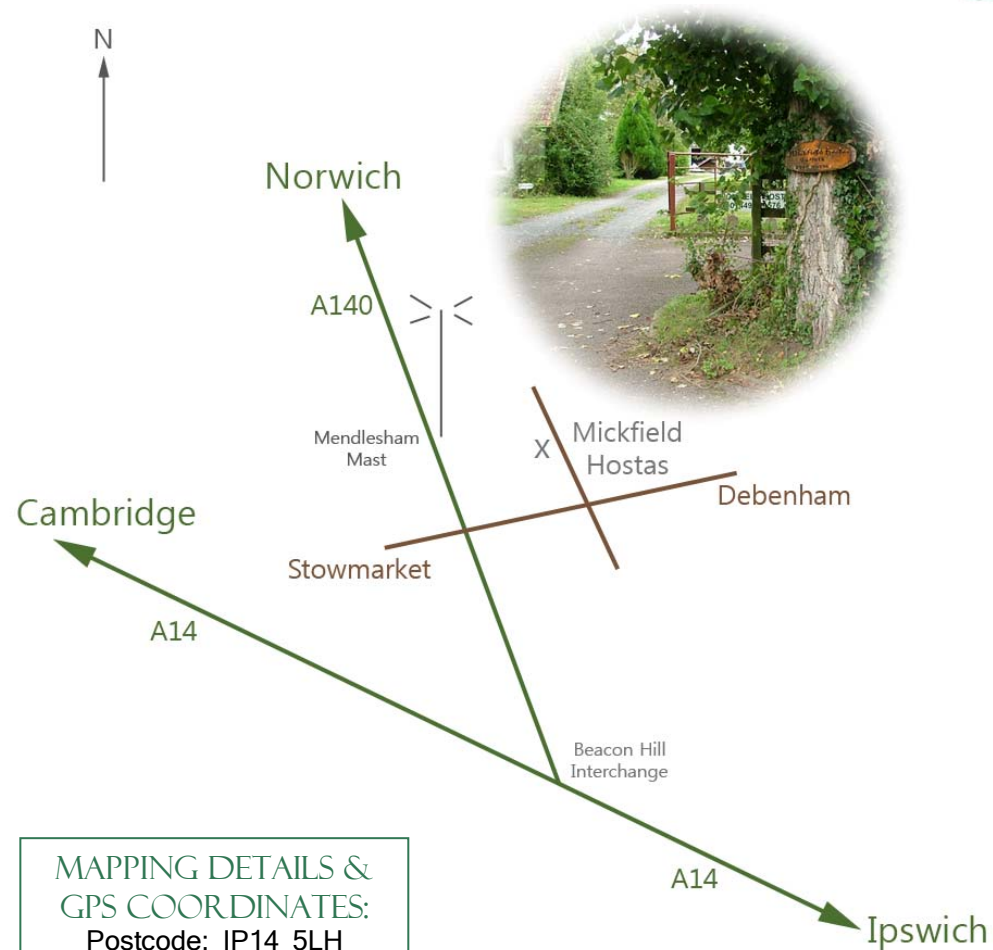 N
Norwich
A140
Mendlesham
Mast
X
Mickfield
Hostas
Debenham
Cambridge
Stowmarket
A14
Beacon Hill
Interchange
A14
Ipswich
MAPPING DETAILS &
GPS COORDINATES:
Postcode: IP14 5LH